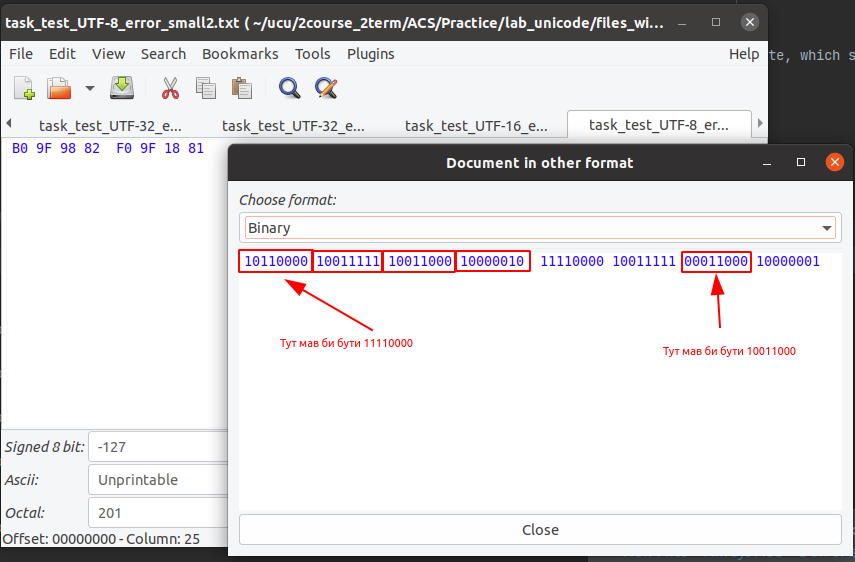 task_test_UTF-8_error_small2.txt ( ~/ucu/2course_2term/ACS/Practice/lab_unicode/files_wi...
te, which s
File Edit View Search Bookmarks Tools Plugins Help
task_test_UTF-32_e... task_test_UTF-32_e... task_test_UTF-16_e... task_test_UTF-8_er...
B0 9F 98 82 F0 9F 18 81
Document in other format
Choose format:
Binary
10110000 10011111 10011000 10000010 11110000 10011111 00011000 10000001
Тут мав би бути 11110000
Тут мав би бути 10011000
Signed 8 bit: -127
Ascii: Unprintable
Octal: 201
Offset: 00000000 - Column: 25
Close